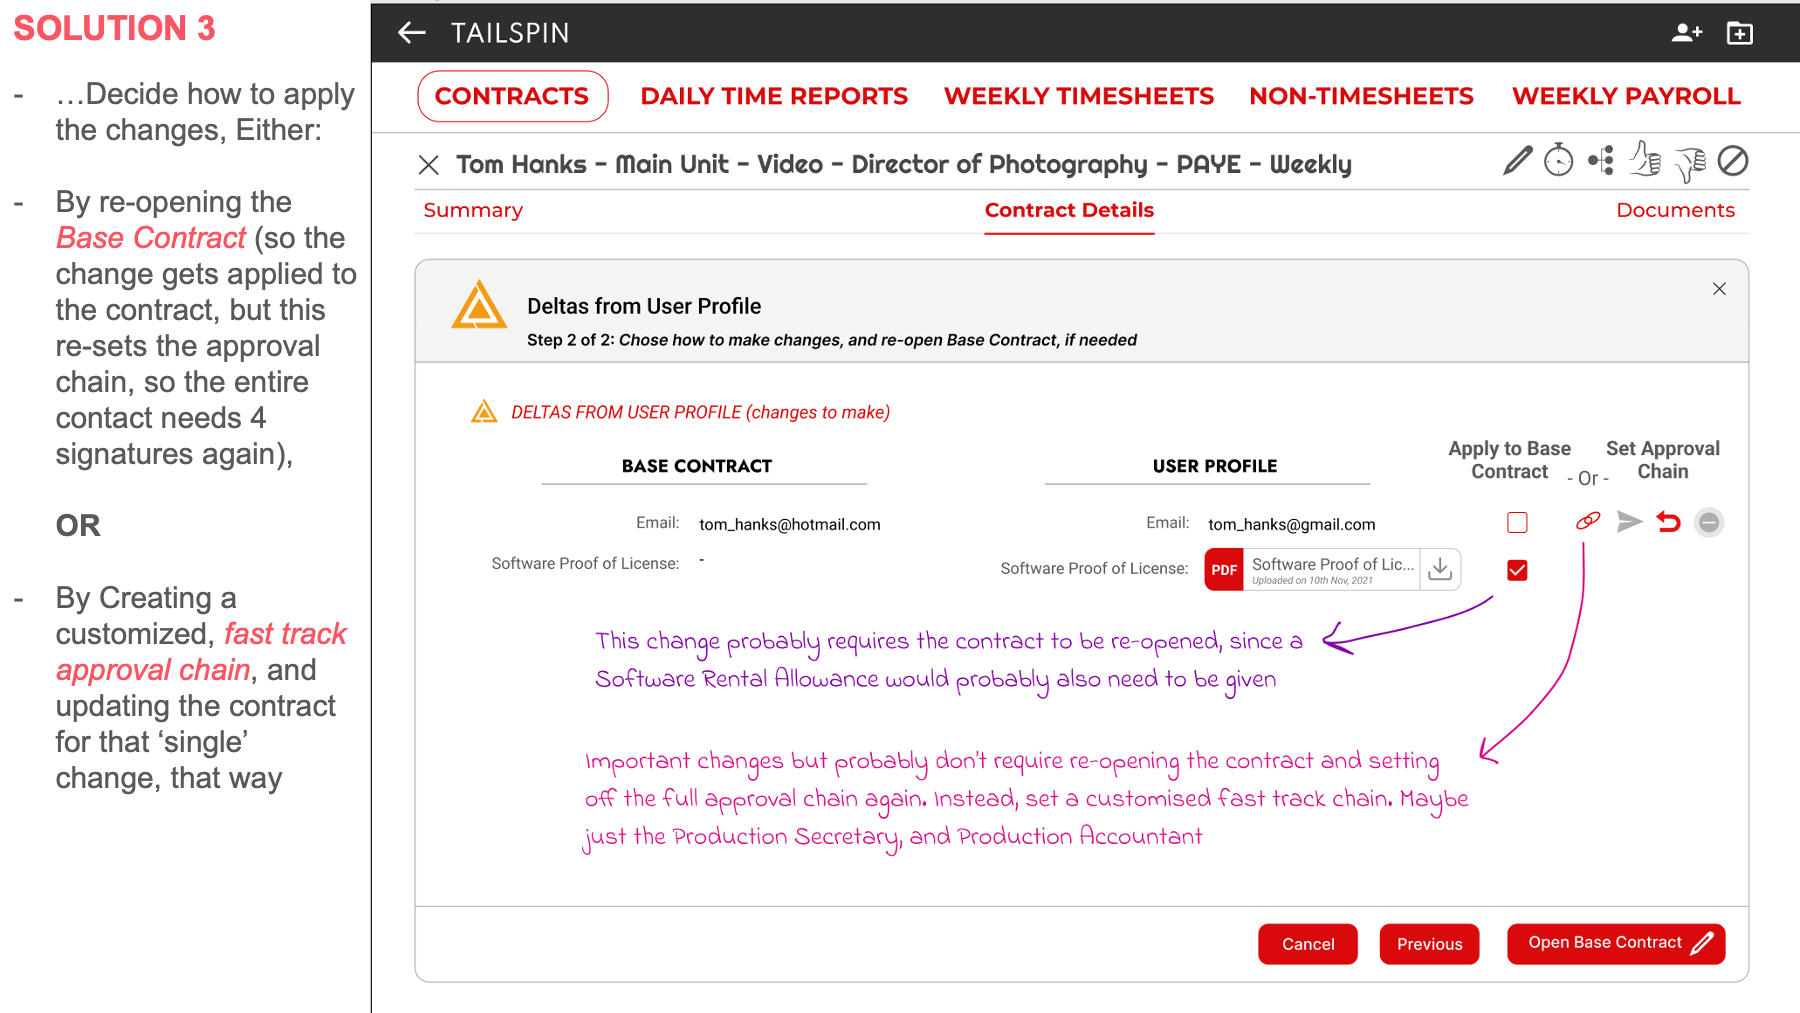 SOLUTION 3
- …Decide how to apply
the changes, Either:
- By re-opening the
Base Contract (so the
change gets applied to
the contract, but this
re-sets the approval
chain, so the entire
contact needs 4
signatures again),
OR
- By Creating a
customized, fast track
approval chain, and
updating the contract
for that ‘single’
change, that way
TAILSPIN
CONTRACTS DAILY TIME REPORTS WEEKLY TIMESHEETS NON-TIMESHEETS WEEKLY PAYROLL
Tom Hanks - Main Unit - Video - Director of Photography - PAYE - Weekly
Summary Contract Details Documents
Deltas from User Profile
Step 2 of 2: Chose how to make changes, and re-open Base Contract, if needed
DELTAS FROM USER PROFILE (changes to make)
BASE CONTRACT USER PROFILE
Apply to Base
Contract
- Or -
Set Approval
Chain
Email: tom_hanks@hotmail.com Email: tom_hanks@gmail.com
Software Proof of License: - Software Proof of License: PDF Software Proof of Lic...
Uploaded on 10th Nov, 2021
This change probably requires the contract to be re-opened, since a
Software Rental Allowance would probably also need to be given
Important changes but probably don't require re-opening the contract and setting
off the full approval chain again. Instead, set a customised fast track chain. Maybe
just the Production Secretary, and Production Accountant
Cancel Previous Open Base Contract